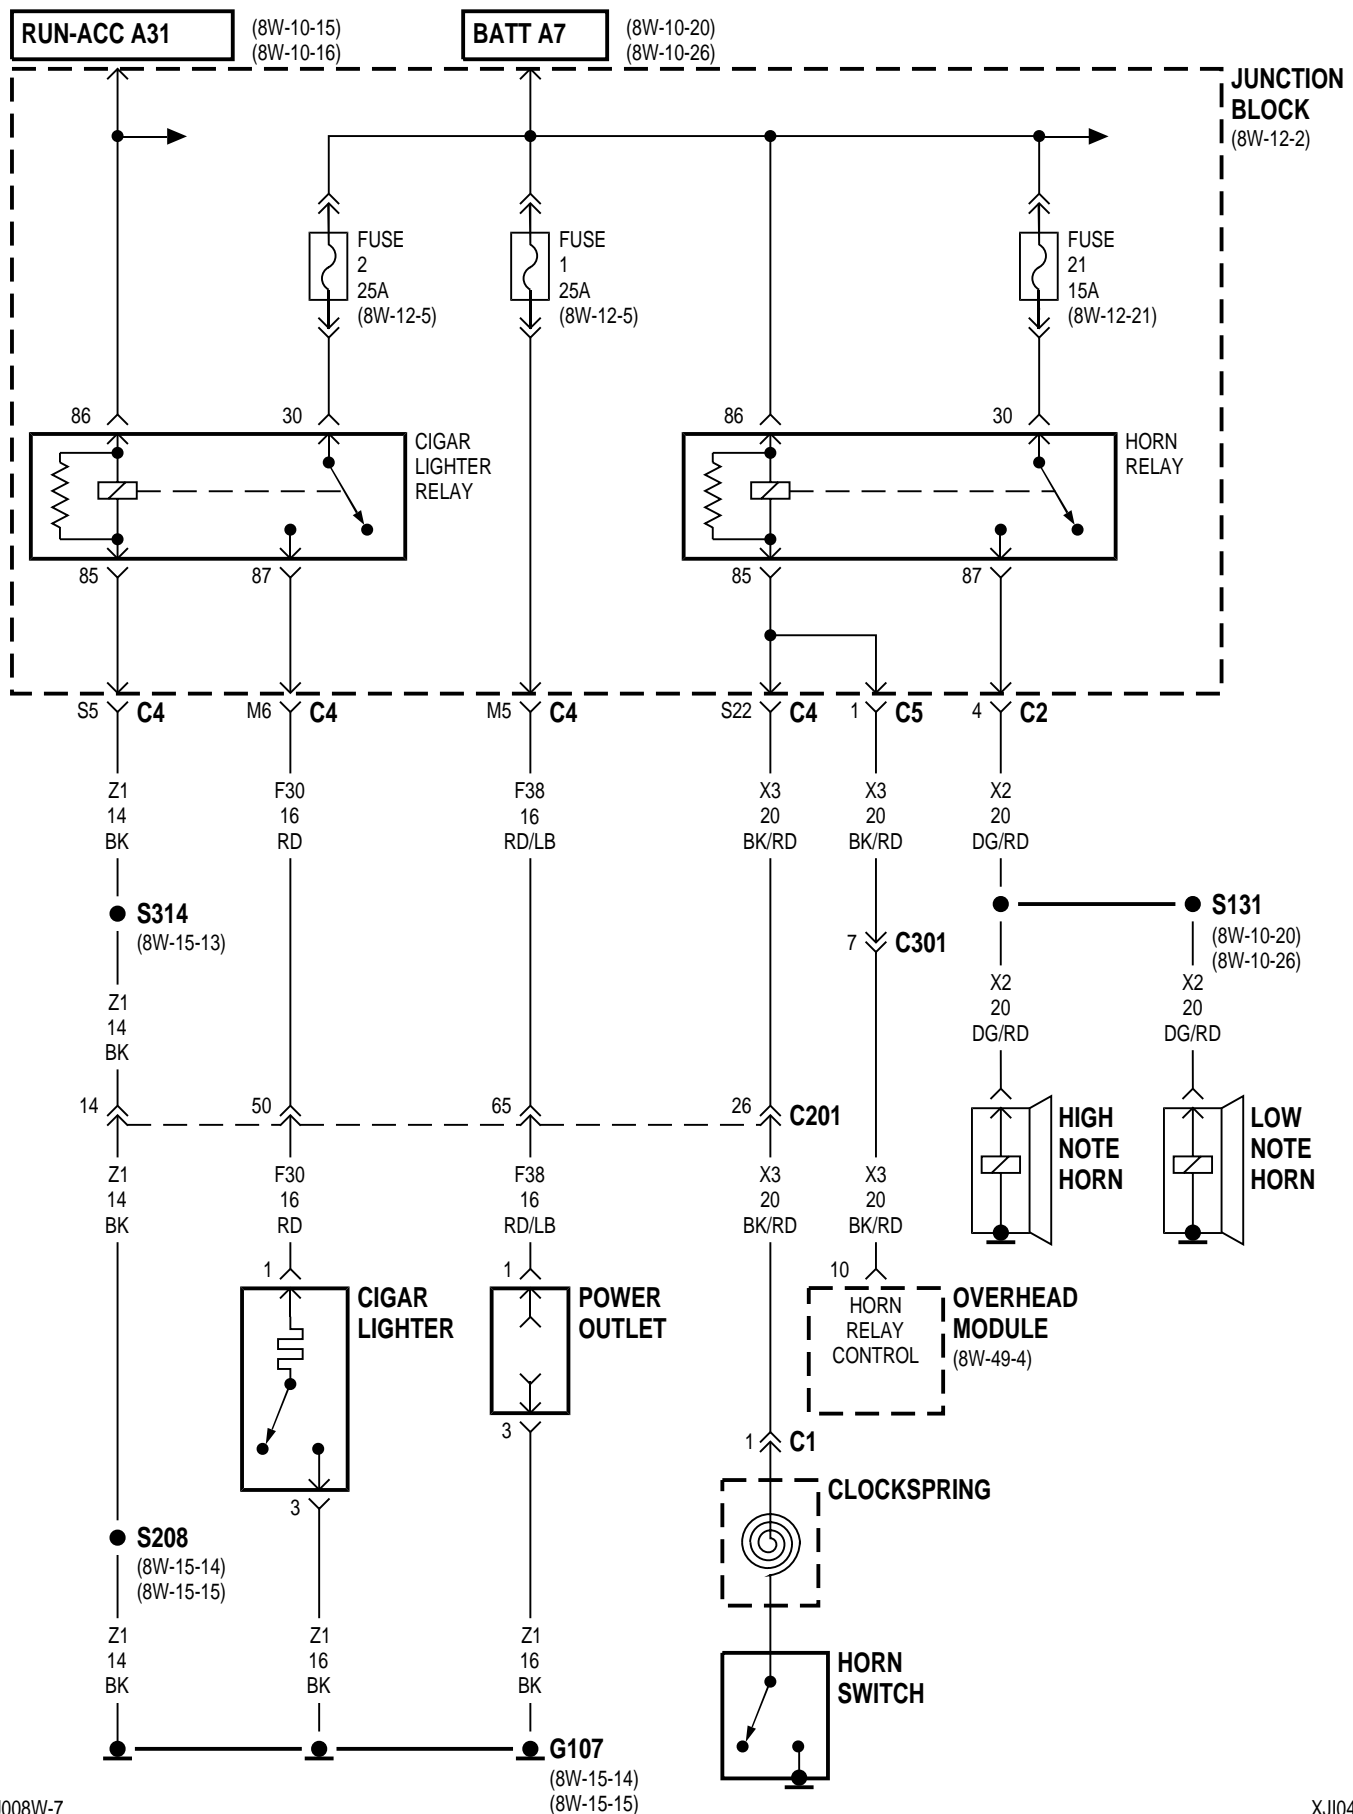 RUN-ACC A31
(8W-10-15)
(8W-10-16)
BATT A7
(8W-10-20)
(8W-10-26)
JUNCTION
BLOCK
(8W-12-2)
FUSE
2
25A
(8W-12-5)
FUSE
1
25A
(8W-12-5)
FUSE
21
15A
(8W-12-21)
86
30
CIGAR
LIGHTER
RELAY
86
30
HORN
RELAY
85
87
85
87
S5
C4
M6
C4
M5
C4
S22
C4
1
C5
4
C2
Z1
14
BK
F30
16
RD
F38
16
RD/LB
X3
20
BK/RD
X3
20
BK/RD
X2
20
DG/RD
S314
(8W-15-13)
7
C301
S131
(8W-10-20)
(8W-10-26)
Z1
14
BK
X2
20
DG/RD
X2
20
DG/RD
14
50
65
26
C201
HIGH
NOTE
HORN
LOW
NOTE
HORN
Z1
14
BK
F30
16
RD
F38
16
RD/LB
X3
20
BK/RD
X3
20
BK/RD
1
CIGAR
LIGHTER
1
POWER
OUTLET
10
HORN
RELAY
CONTROL
OVERHEAD
MODULE
(8W-49-4)
3
3
1
C1
CLOCKSPRING
S208
(8W-15-14)
(8W-15-15)
Z1
14
BK
Z1
16
BK
Z1
16
BK
HORN
SWITCH
G107
(8W-15-14)
(8W-15-15)
008W-7
XJI04